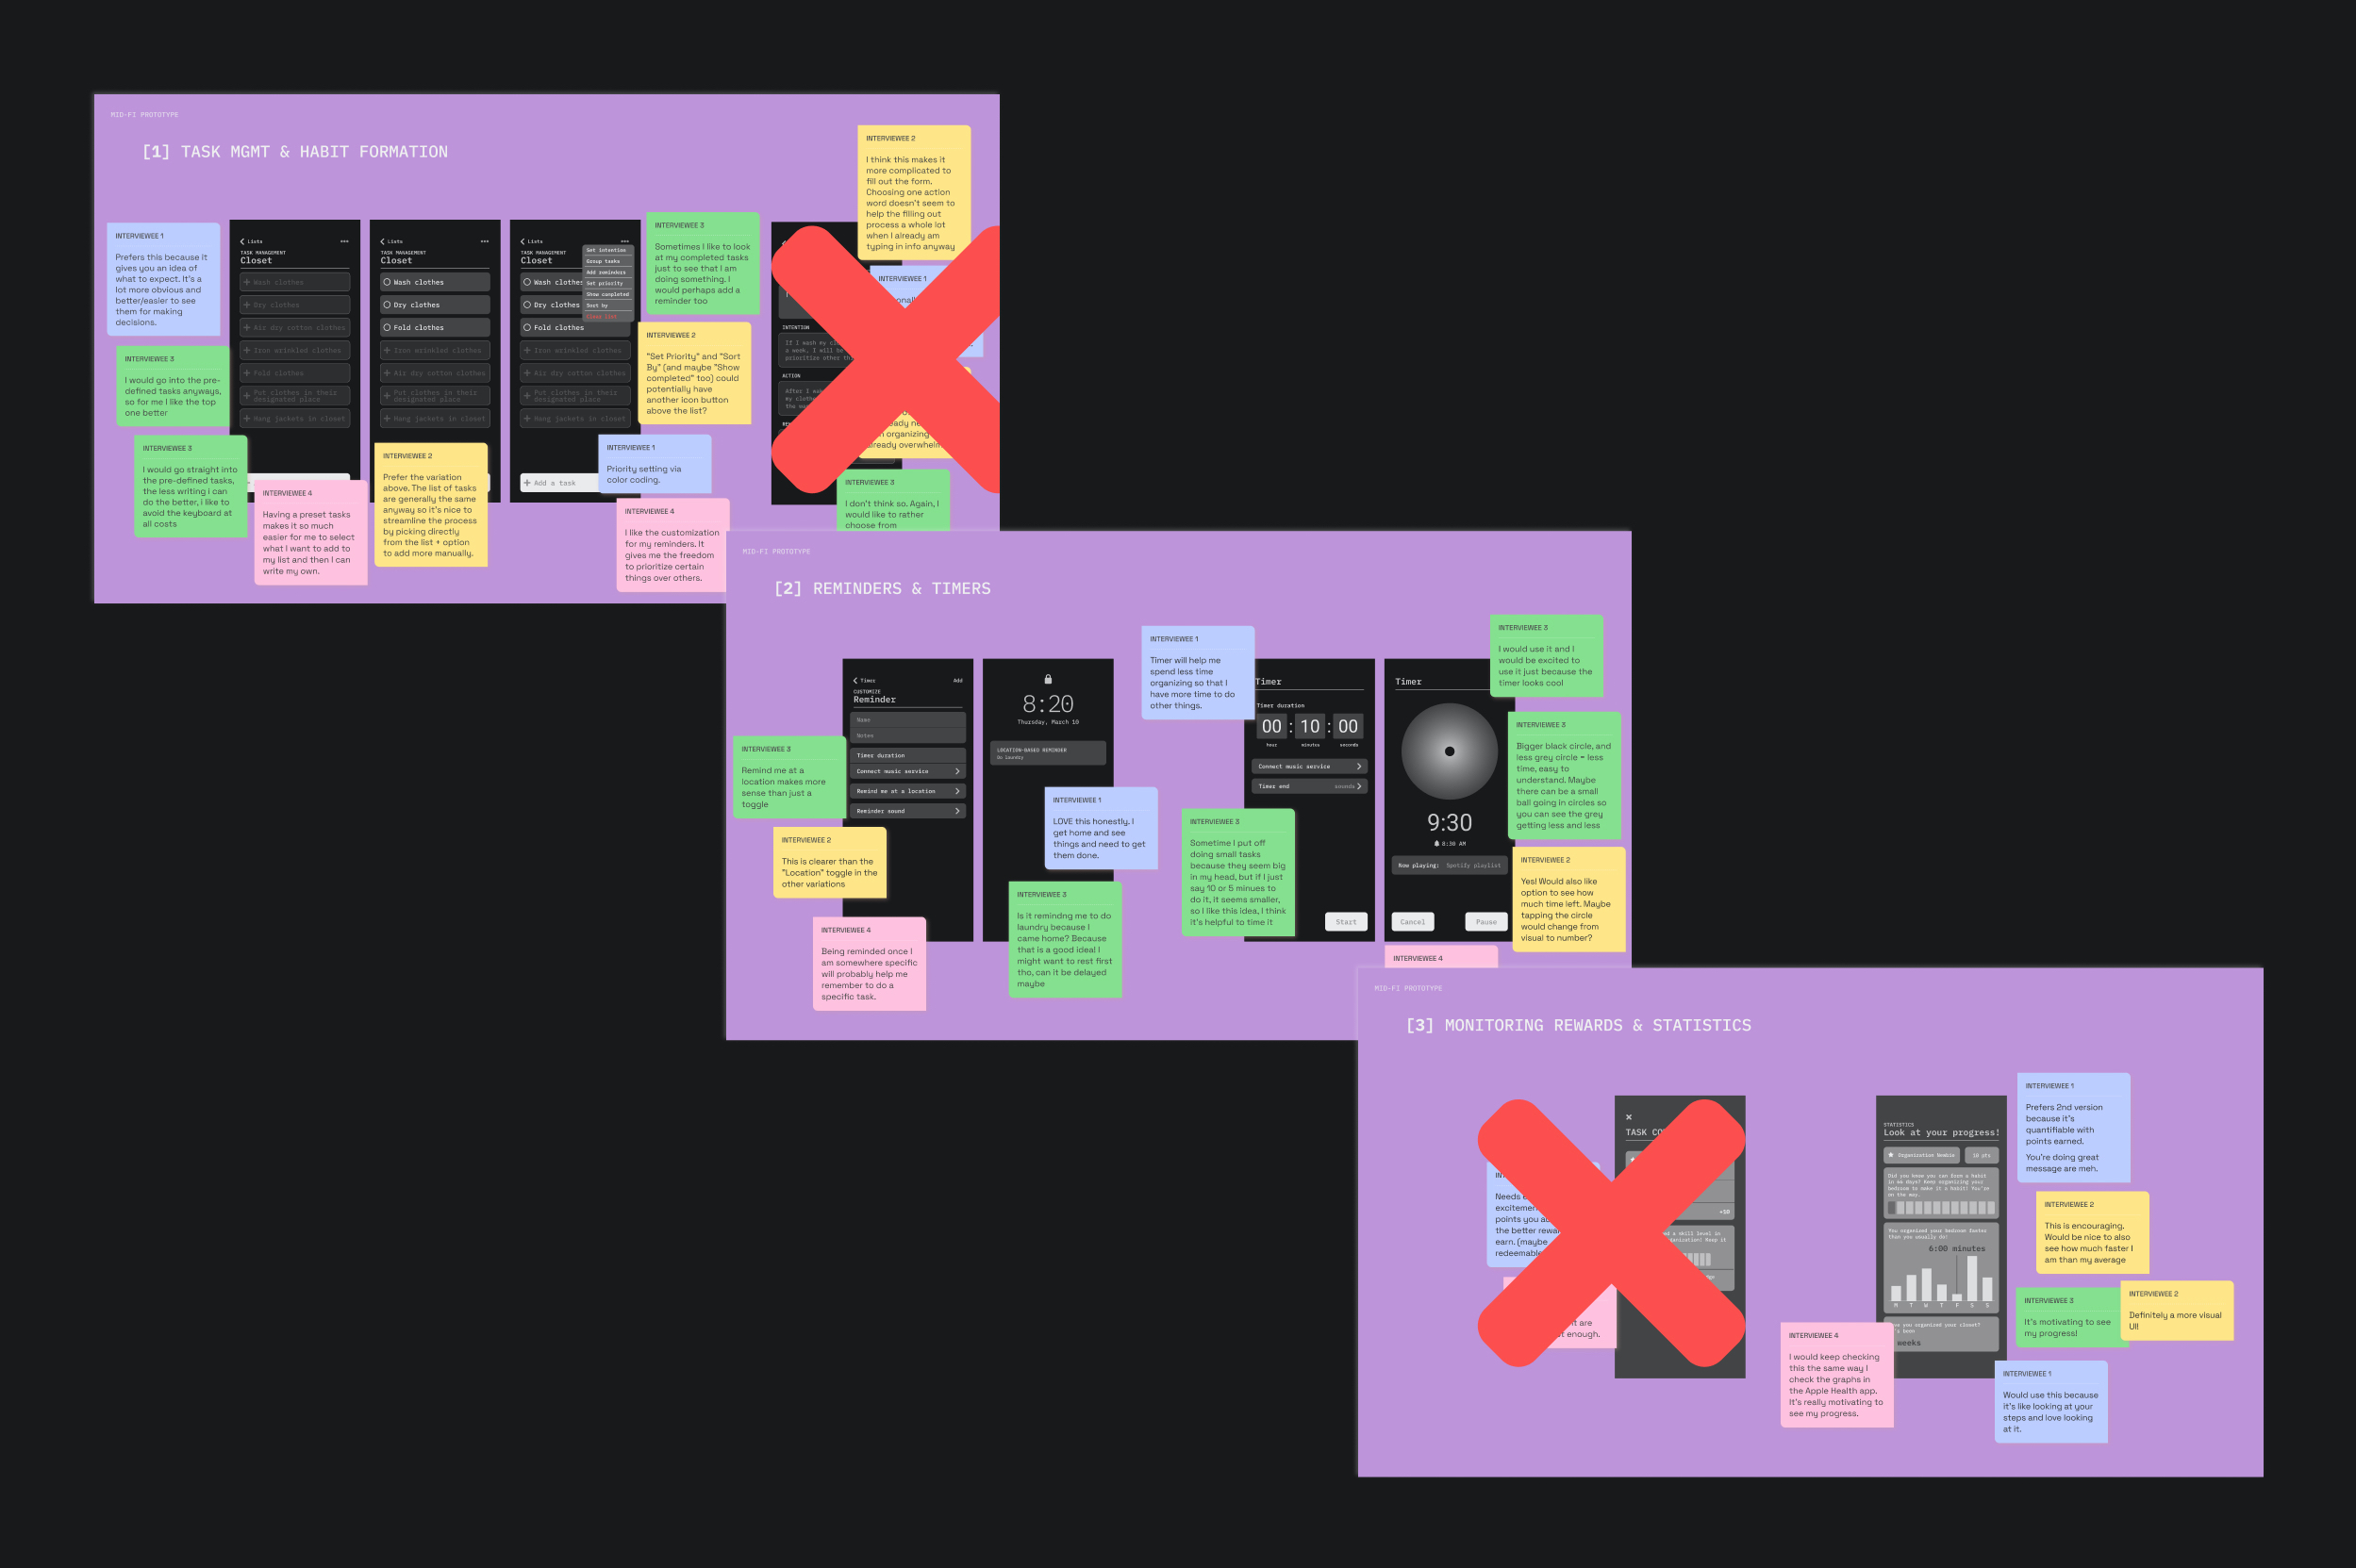 MID-FI PROTOTYPE
[1] TASK MGMT & HABIT FORMATION
INTERVIEWEE 1
Prefers this because it
gives you an idea of
what to expect. It's a
lot more obvious and
better/easier to see
them for making
decisions.
INTERVIEWEE 3
I would go into the pre-
defined tasks anyways,
so for me I like the top
one better
INTERVIEWEE 3
I would go straight into
the pre-defined tasks,
the less writing i can
do the better, i like to
avoid the keyboard at
all costs
Lists
TASK MANAGEMENT
Closet
Wash clothes
Dry clothes
Air dry cotton clothes
Iron wrinkled clothes
Fold clothes
Put clothes in their
designated place
Hang jackets in closet
INTERVIEWEE 4
Having a preset tasks
makes it so much
easier for me to select
what I want to add to
my list and then I can
write my own.
Lists
TASK MANAGEMENT
Closet
Wash clothes
Dry clothes
Fold clothes
Iron wrinkled clothes
Air dry cotton clothes
Put clothes in their
designated place
Hang jackets in closet
INTERVIEWEE 2
Prefer the variation
above. The list of tasks
are generally the same
anyway so it's nice to
streamline the process
by picking directly
from the list + option
to add more manually.
Lists
TASK MANAGEMENT
Closet
Set intention
Group tasks
Add reminders
Set priority
Show completed
Sort by
Clear list
Wash clothes
Dry clothes
Fold clothes
Iron wrinkled clothes
Air dry cotton clothes
Put clothes in their
designated place
Hang jackets in closet
Add a task
INTERVIEWEE 3
Sometimes I like to look
at my completed tasks
just to see that I am
doing something. I
would perhaps add a
reminder too
INTERVIEWEE 2
"Set Priority" and "Sort
By" (and maybe "Show
completed" too) could
potentially have
another icon button
above the list?
INTERVIEWEE 1
Priority setting via
color coding.
INTERVIEWEE 4
I like the customization
for my reminders. It
gives me the freedom
to prioritize certain
things over others.
INTERVIEWEE 2
I think this makes it
more complicated to
fill out the form.
Choosing one action
word doesn't seem to
help the filling out
process a whole lot
when I already am
typing in info anyway
INTERVIEWEE 1
INTENTION
If I wash my
a week, I will be
prioritize other
ACTION
After I
my
the
organizing
INTERVIEWEE 3
I don't think so. Again, I
would like to rather
choose from
MID-FI PROTOTYPE
[2] REMINDERS & TIMERS
INTERVIEWEE 3
Remind me at a
location makes more
sense than just a
toggle
INTERVIEWEE 2
This is clearer than the
"Location" toggle in the
other variations
INTERVIEWEE 4
Being reminded once I
am somewhere specific
will probably help me
remember to do a
specific task.
Timer
Add
CUSTOMIZE
Reminder
Name
Notes
Timer duration
Connect music service
Remind me at a location
Reminder sound
8:20
Thursday, March 10
LOCATION-BASED REMINDER
Do laundry
INTERVIEWEE 1
LOVE this honestly. I
get home and see
things and need to get
them done.
INTERVIEWEE 3
Is it remindng me to do
laundry because I
came home? Because
that is a good idea! I
might want to rest first
tho, can it be delayed
maybe
INTERVIEWEE 1
Timer will help me
spend less time
organizing so that I
have more time to do
other things.
INTERVIEWEE 3
Sometime I put off
doing small tasks
because they seem big
in my head, but if I just
say 10 or 5 minues to
do it, it seems smaller,
so I like this idea, I think
it's helpful to time it
Timer
Timer duration
00 : 10 : 00
hour minutes seconds
Connect music service
Timer end sounds
Start
Timer
9:30
8:30 AM
Now playing: Spotify playlist
Cancel
Pause
INTERVIEWEE 3
I would use it and I
would be excited to
use it just because the
timer looks cool
INTERVIEWEE 3
Bigger black circle, and
less grey circle = less
time, easy to
understand. Maybe
there can be a small
ball going in circles so
you can see the grey
getting less and less
INTERVIEWEE 2
Yes! Would also like
option to see how
much time left. Maybe
tapping the circle
would change from
visual to number?
INTERVIEWEE 4
MID-FI PROTOTYPE
[3] MONITORING REWARDS & STATISTICS
Needs
points you
the better
earn. (maybe
TASK
+50
a skill level in
Keep it
are
enough.
STATISTICS
Look at your progress!
Organization Newbie
10 pts
Did you know you can form a habit
in 66 days? Keep organizing your
bedroom to make it a habit! You're
on the way.
You organized your bedroom faster
than you usually do!
6:00 minutes
M T W T F S S
you organized your closet?
been
weeks
INTERVIEWEE 4
I would keep checking
this the same way I
check the graphs in
the Apple Health app.
It's really motivating to
see my progress.
INTERVIEWEE 1
Prefers 2nd version
because it's
quantifiable with
points earned.
You're doing great
message are meh.
INTERVIEWEE 2
This is encouraging.
Would be nice to also
see how much faster I
am than my average
INTERVIEWEE 3
It's motivating to see
my progress!
INTERVIEWEE 2
Definitely a more visual
UI!
INTERVIEWEE 1
Would use this because
it's like looking at your
steps and love looking
at it.